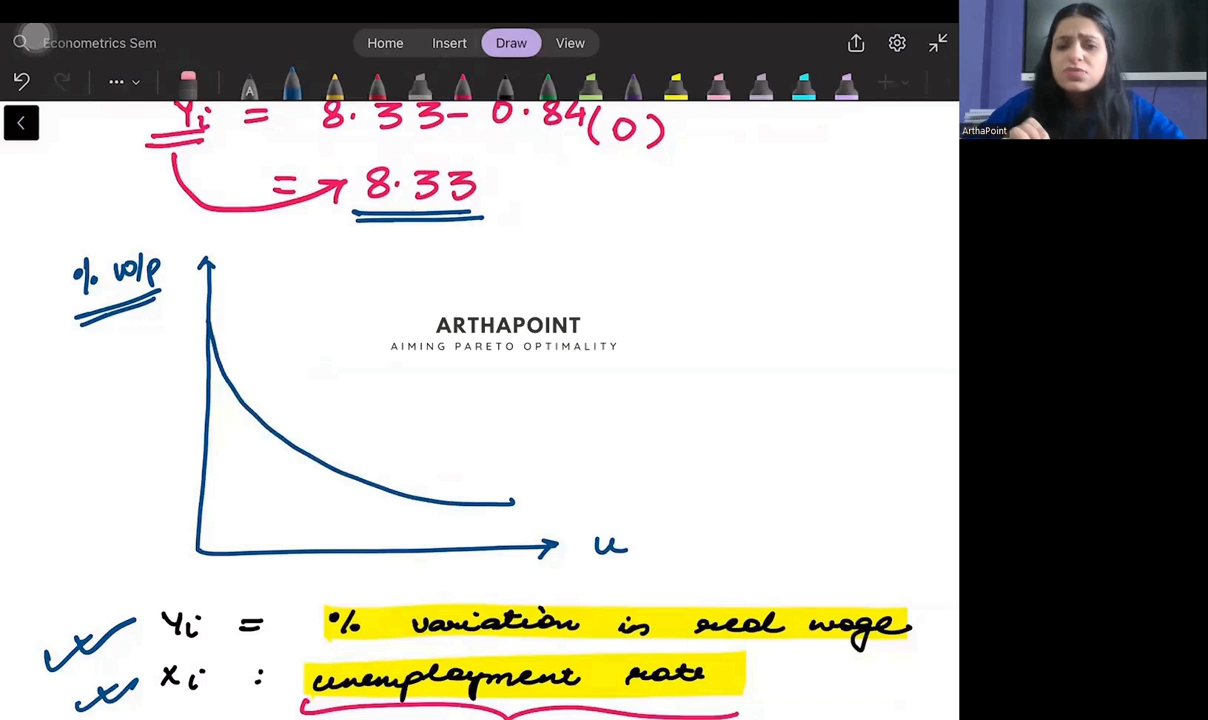 Econometrics Sem
Home Insert Draw View
A
ArthaPoint
Yi = 8.33- 0.84(0)
= 8.33
% w/p
ARTHAPOINT
AIMING PARETO OPTIMALITY
u
Yi = % variation in real wage
Xi : unemployment rate